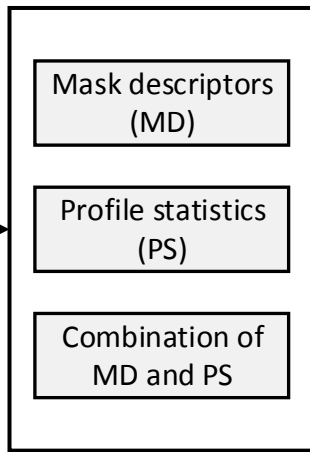 Mask descriptors
(MD)
Profile statistics
(PS)
Combination of
MD and PS